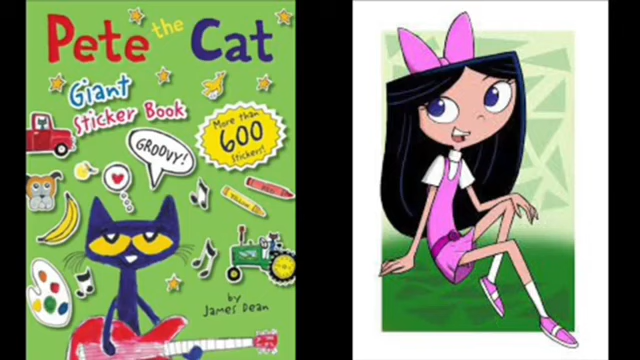 Pete the Cat
Giant
Sticker Book
More than
600
Stickers!
GROOVY!
by
James Dean